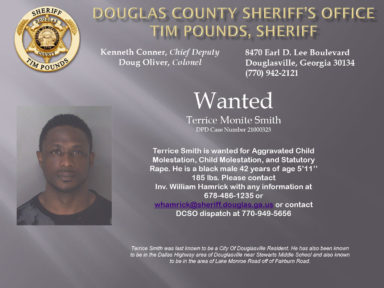 DOUGLAS COUNTY SHERIFF'S OFFICE
TIM POUNDS, SHERIFF
SHERIFF
TIM POUNDS
Kenneth Conner, Chief Deputy
Doug Oliver, Colonel
8470 Earl D. Lee Boulevard
Douglasville, Georgia 30134
(770) 942-2121
Wanted
Terrice Monite Smith
DPD Case Number 21000323
Terrice Smith is wanted for Aggravated Child
Molestation, Child Molestation, and Statutory
Rape. He is a black male 42 years of age 5'11"
185 lbs. Please contact
Inv. William Hamrick with any information at
678-486-1235 or
whamrick@sheriff.douglas.ga.us or contact
DCSO dispatch at 770-949-5656
Terrice Smith was last known to be a City Of Douglasville Resident. He has also been known
to be in the Dallas Highway area of Douglasville near Stewarts Middle School and also known
to be in the area of Lake Monroe Road off of Fairburn Road.